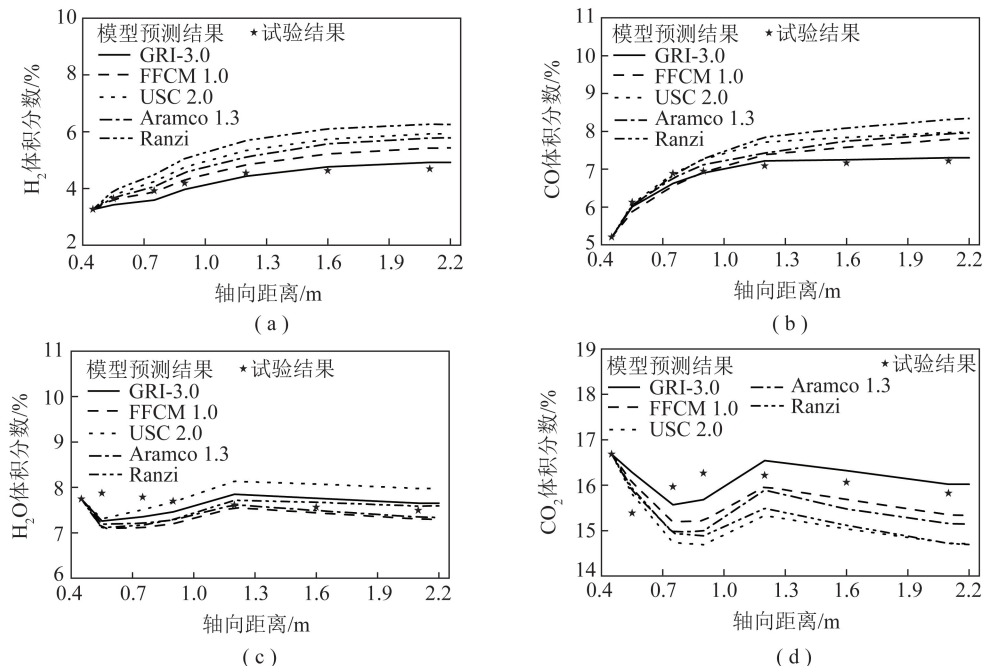 10
8
6
4
2
H₂体积分数/%
模型预测结果 ★试验结果
GRI-3.0
FFCM 1.0
USC 2.0
Aramco 1.3
Ranzi
0.4 0.7 1.0 1.3 1.6 1.9 2.2
轴向距离/m
( a )
11
10
9
8
7
6
5
CO体积分数/%
模型预测结果 ★试验结果
GRI-3.0
FFCM 1.0
USC 2.0
Aramco 1.3
Ranzi
0.4 0.7 1.0 1.3 1.6 1.9 2.2
轴向距离/m
( b )
11
10
9
8
7
6
H₂O体积分数/%
模型预测结果 ★试验结果
GRI-3.0
FFCM 1.0
USC 2.0
Aramco 1.3
Ranzi
0.4 0.7 1.0 1.3 1.6 1.9 2.2
轴向距离/m
( c )
19
18
17
16
15
14
CO₂体积分数/%
模型预测结果 ★试验结果
GRI-3.0 Aramco 1.3
FFCM 1.0 Ranzi
USC 2.0
0.4 0.7 1.0 1.3 1.6 1.9 2.2
轴向距离/m
( d )